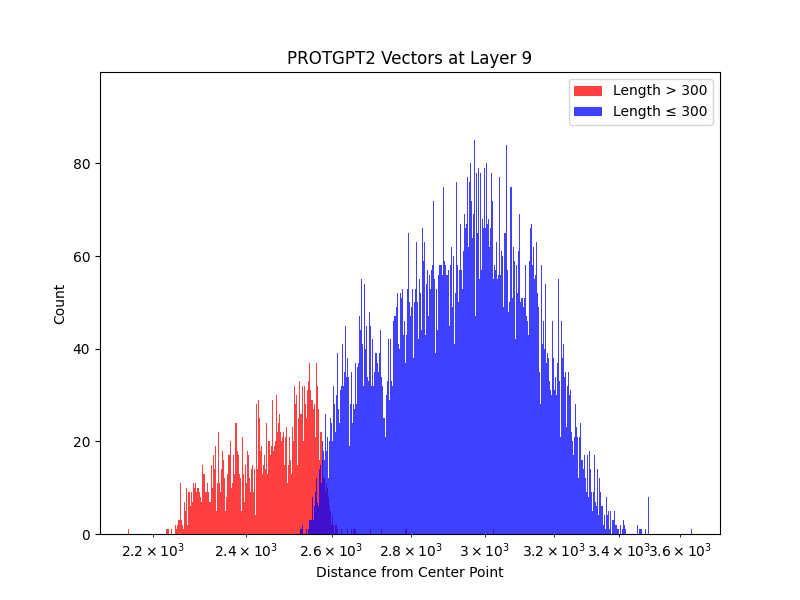 PROTGPT2 Vectors at Layer 9
Length > 300
Length ≤ 300
Count
80
60
40
20
0
2.2 × 10³ 2.4 × 10³ 2.6 × 10³ 2.8 × 10³ 3 × 10³ 3.2 × 10³ 3.4 × 10³ 3.6 × 10³
Distance from Center Point